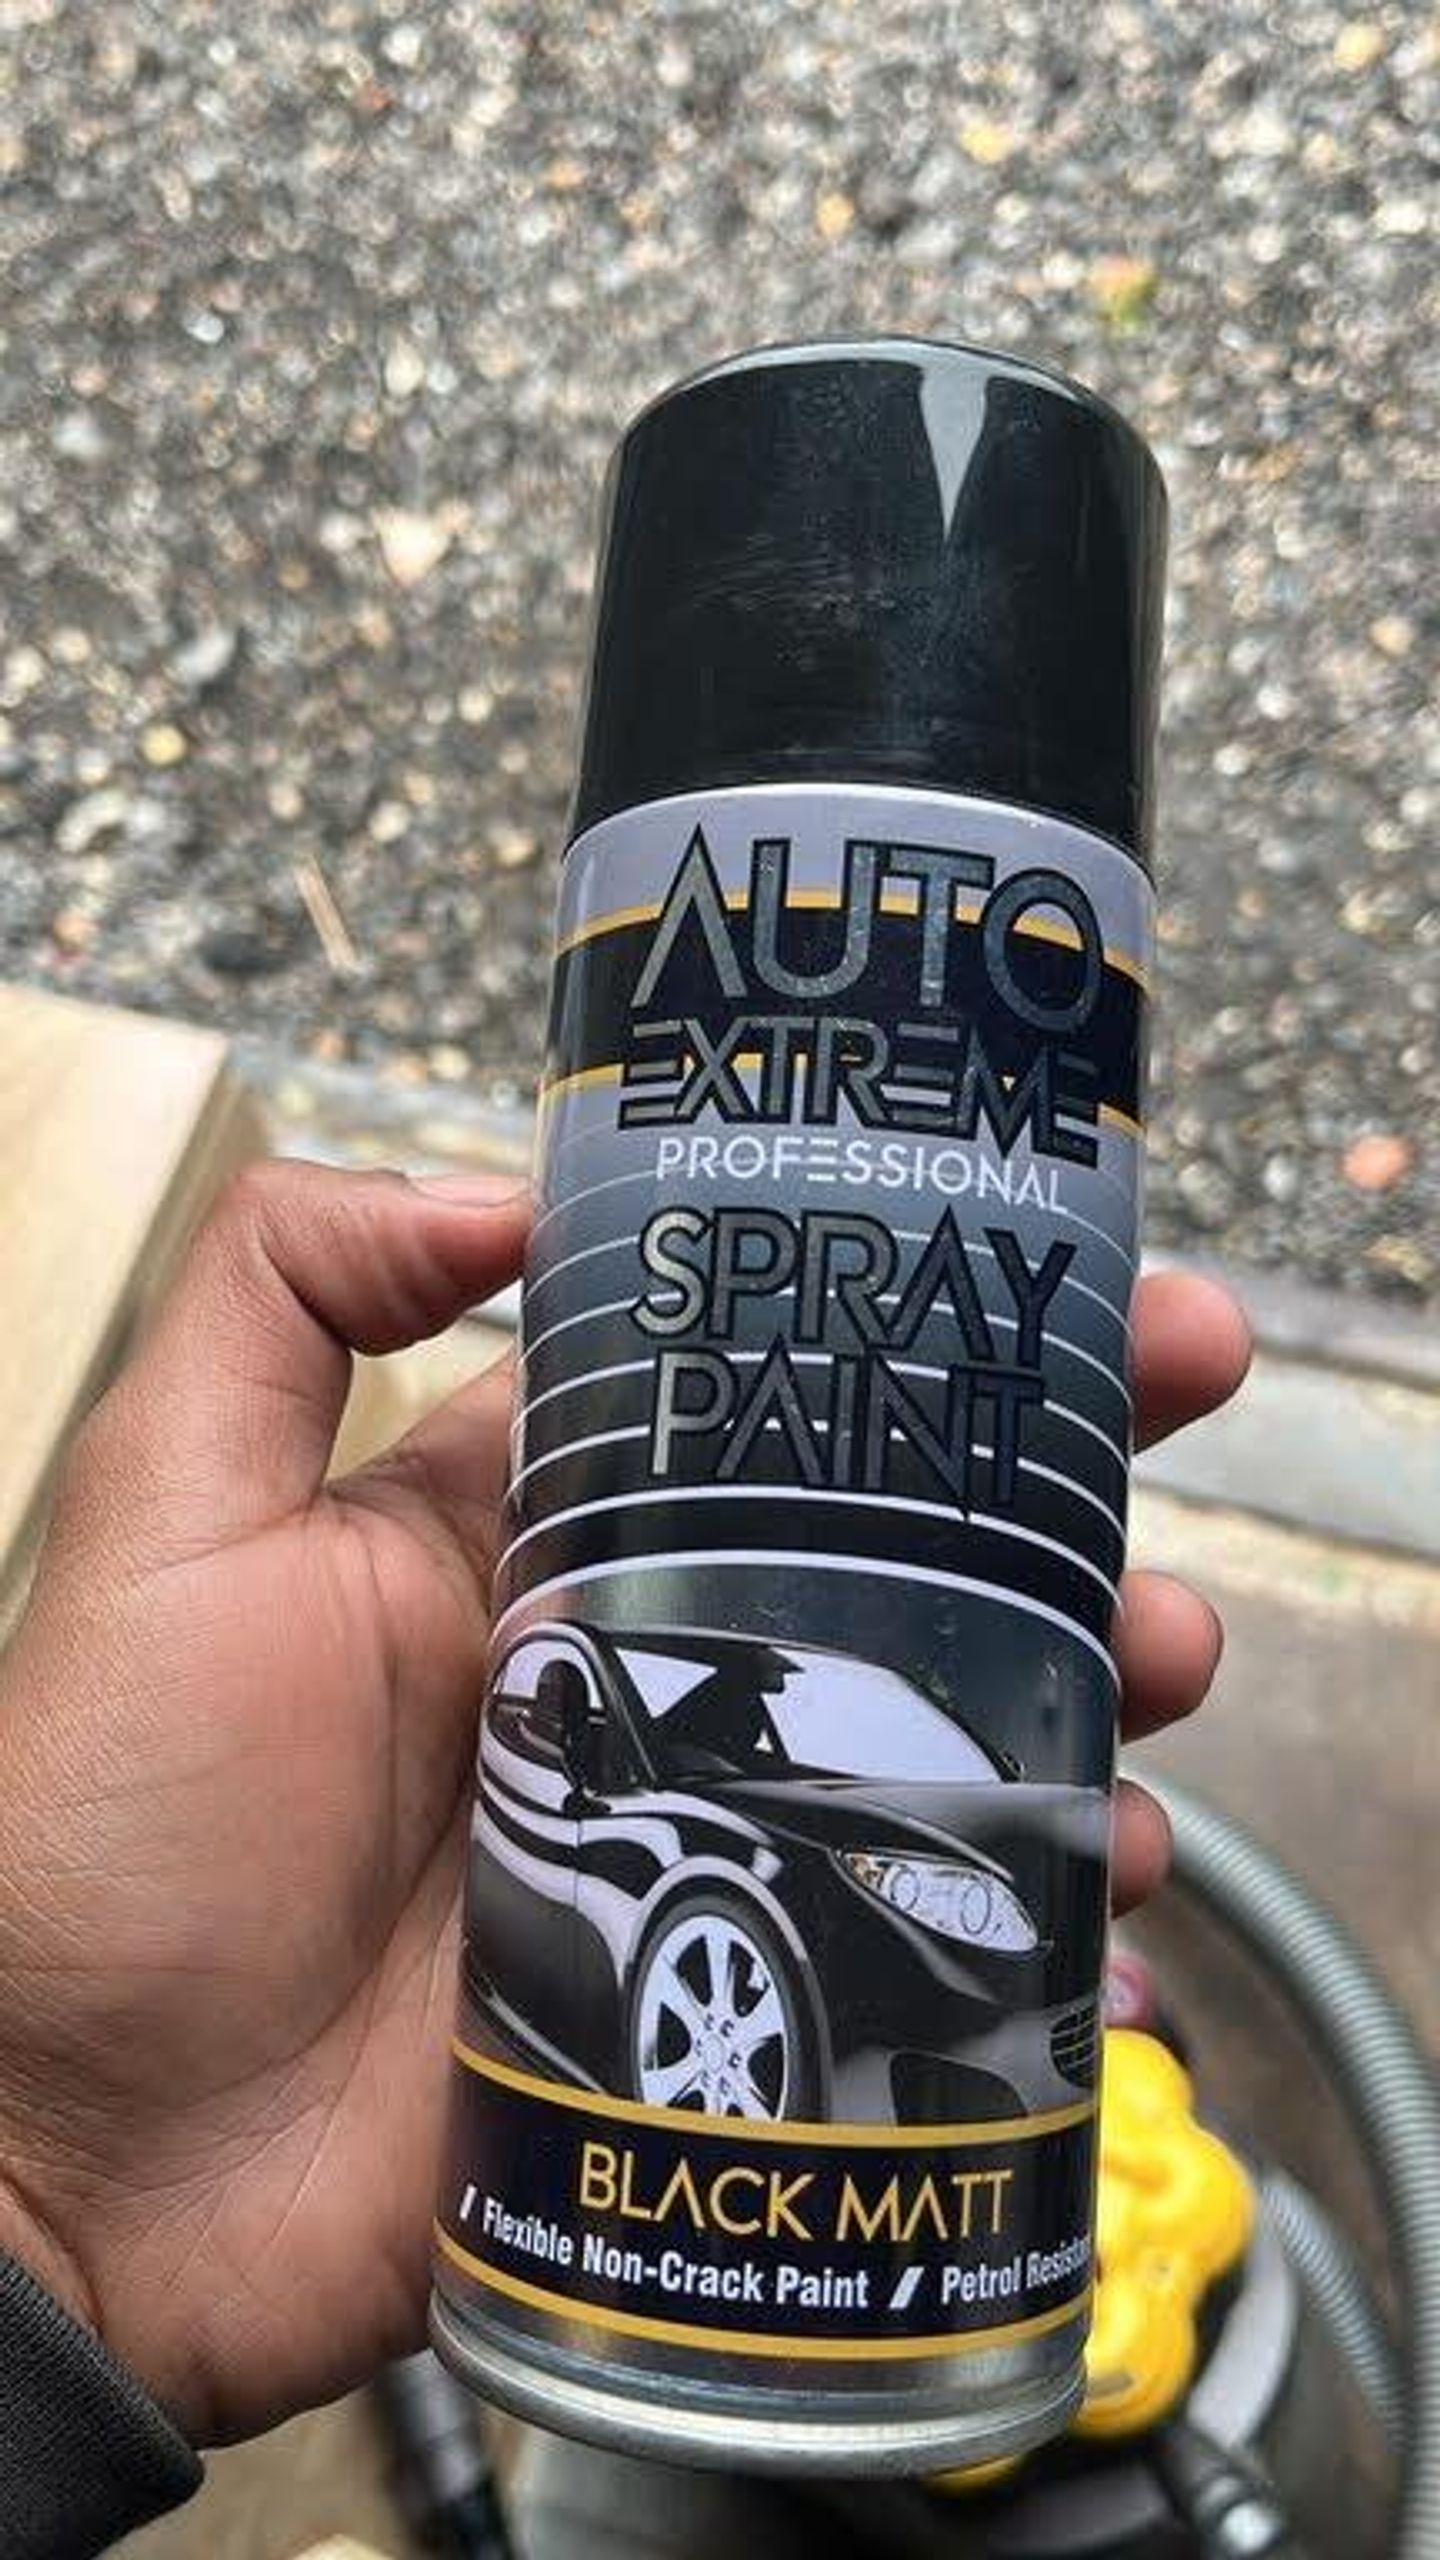 AUTO
EXTREME
PROFESSIONAL
SPRAY
PAINT
BLACK MATT
/ Flexible Non-Crack Paint / Petrol